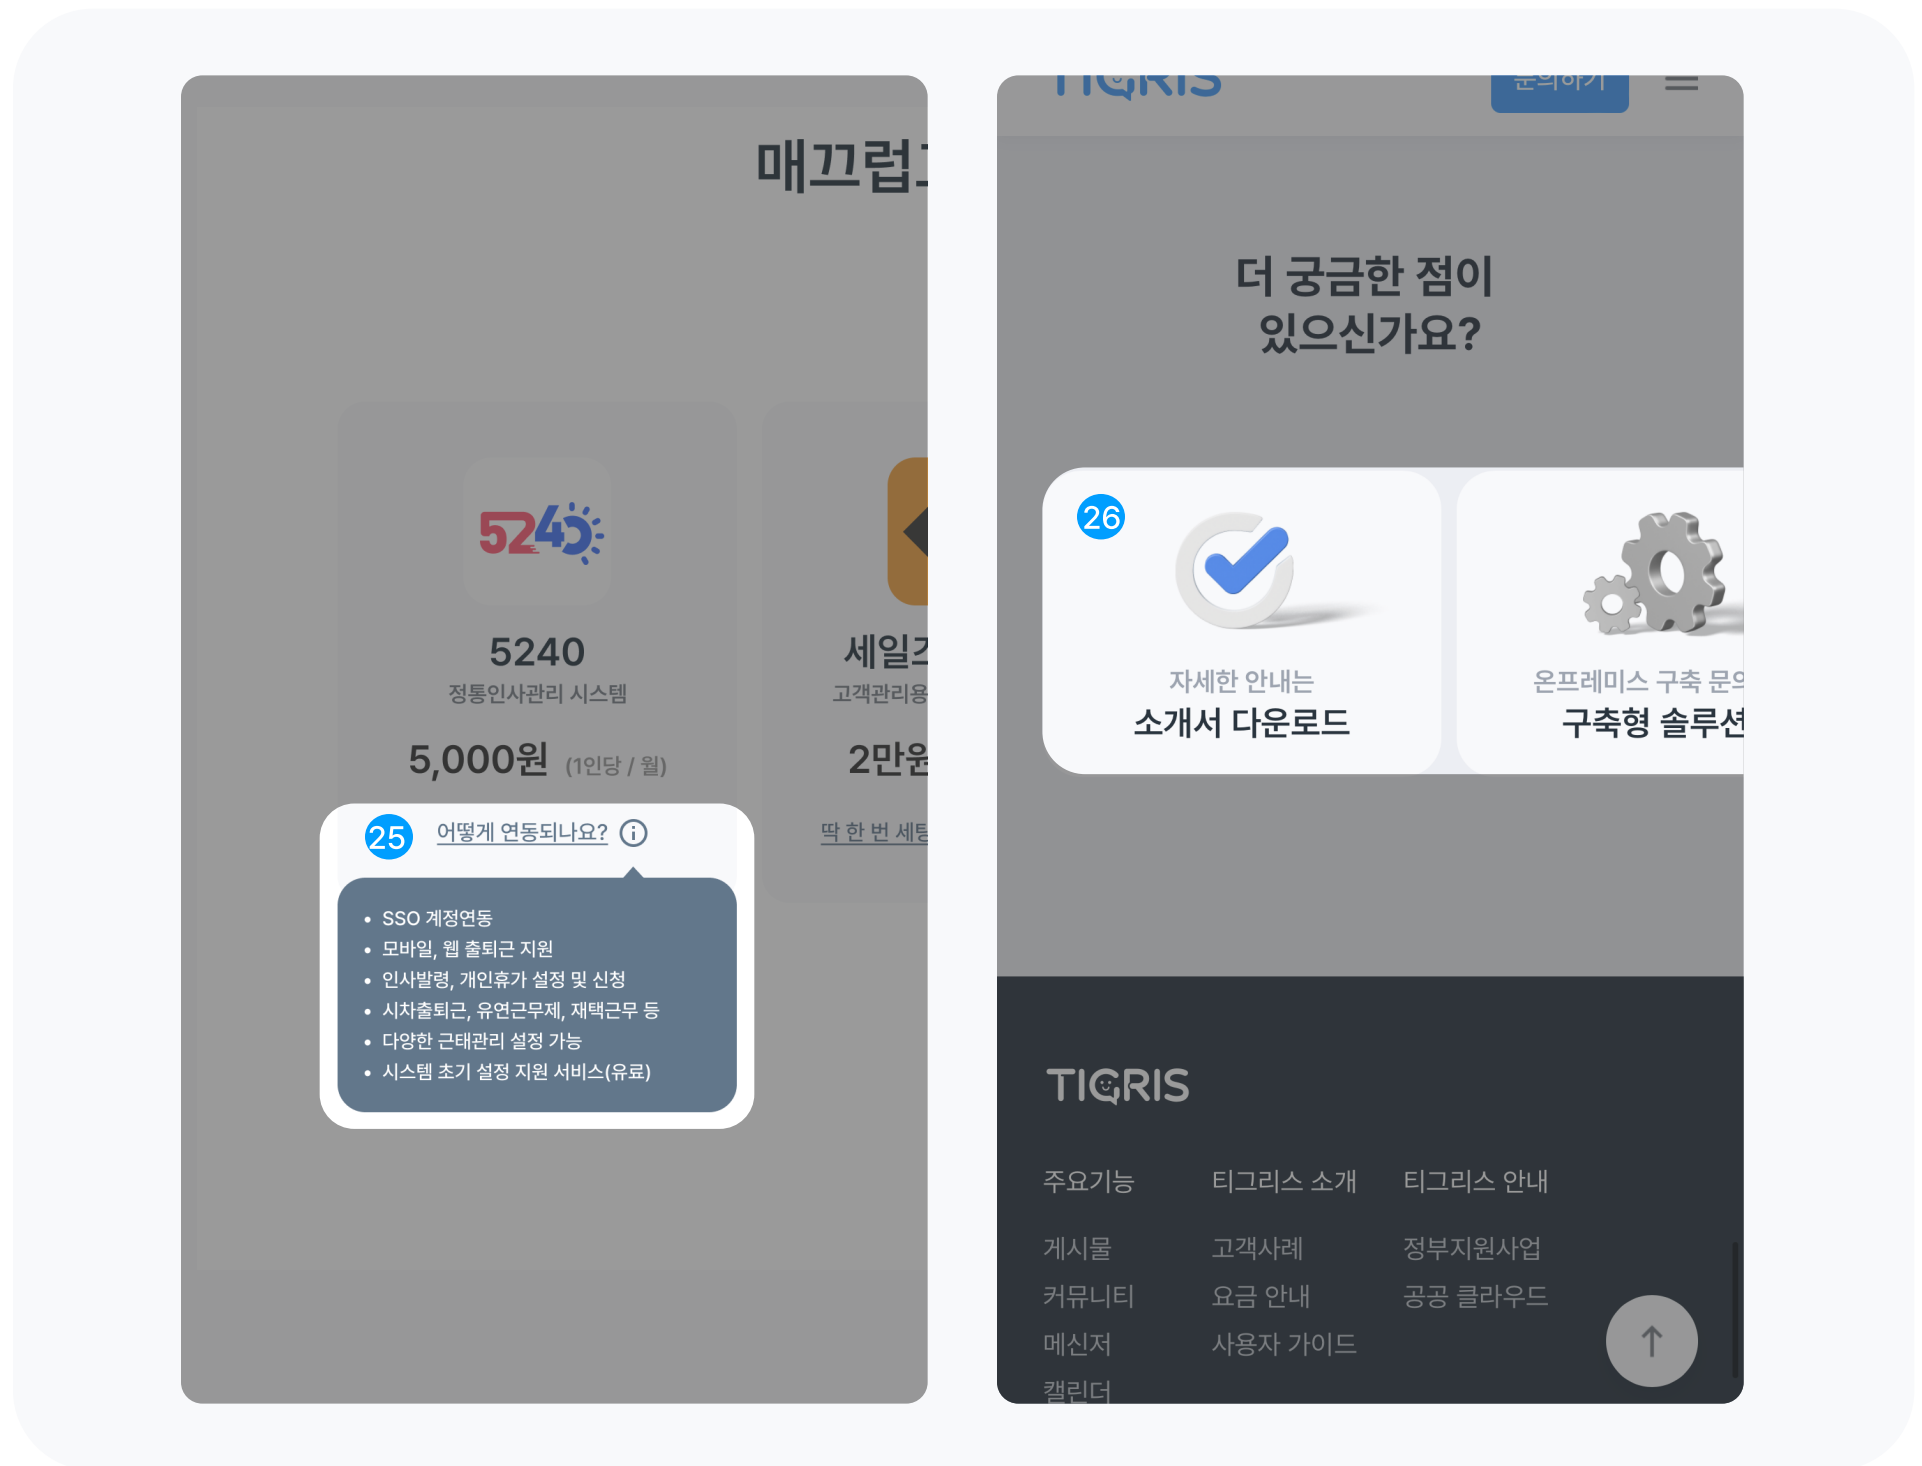 매끄럽
5240
5240
정통인사관리 시스템
5,000원 (1인당 / 월)
25
어떻게 연동되나요?
• SSO 계정연동
• 모바일, 웹 출퇴근 지원
• 인사발령, 개인휴가 설정 및 신청
• 시차출퇴근, 유연근무제, 재택근무 등
• 다양한 근태관리 설정 가능
• 시스템 초기 설정 지원 서비스(유료)
세일즈
고객관리용
2만원
딱 한 번 세팅
TIGRIS
문의하기
더 궁금한 점이
있으신가요?
26
자세한 안내는
소개서 다운로드
온프레미스 구축 문의
구축형 솔루션
TIGRIS
주요기능 티그리스 소개 티그리스 안내
게시물 고객사례 정부지원사업
커뮤니티 요금 안내 공공 클라우드
메신저 사용자 가이드
캘린더